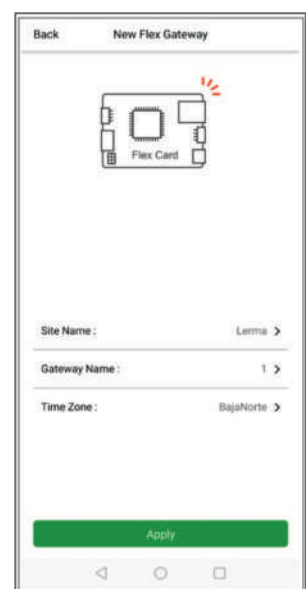 Back New Flex Gateway
Flex Card
Site Name : Lerma
Gateway Name : 1
Time Zone : BajaNorte
Apply